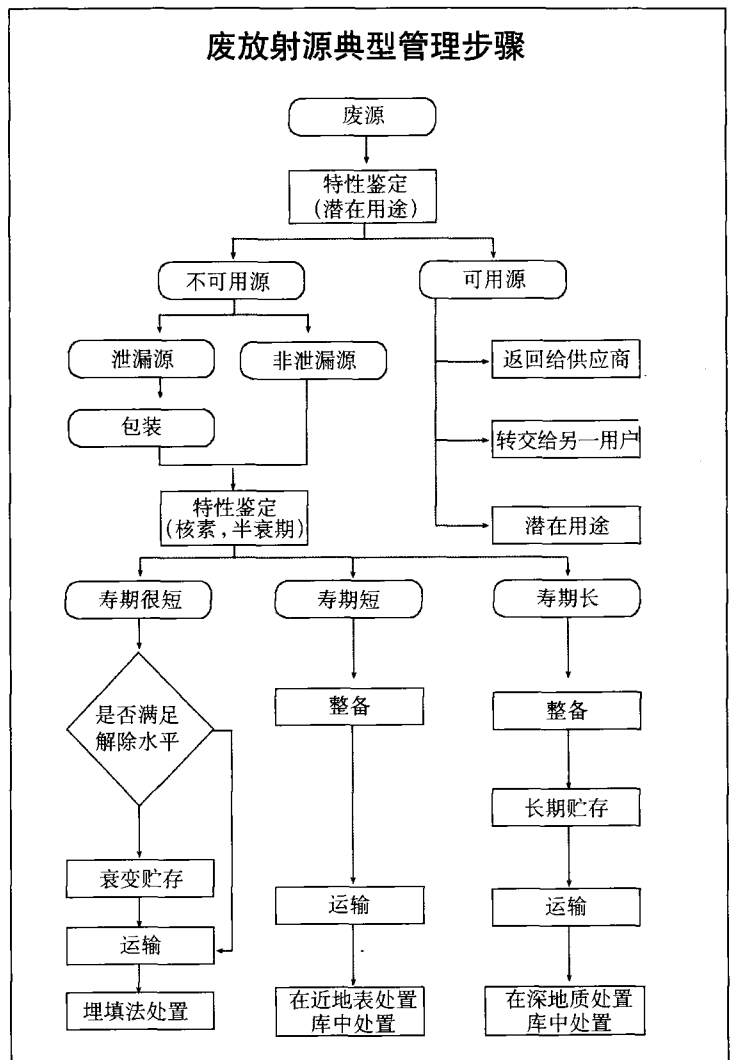 废放射源典型管理步骤
废源
特性鉴定
(潜在用途)
不可用源
可用源
泄漏源
非泄漏源
返回给供应商
包装
转交给另一用户
特性鉴定
(核素,半衰期)
潜在用途
寿期很短
寿期短
寿期长
是否满足
解除水平
整备
整备
长期贮存
衰变贮存
运输
运输
运输
埋填法处置
在近地表处置
库中处置
在深地质处置
库中处置